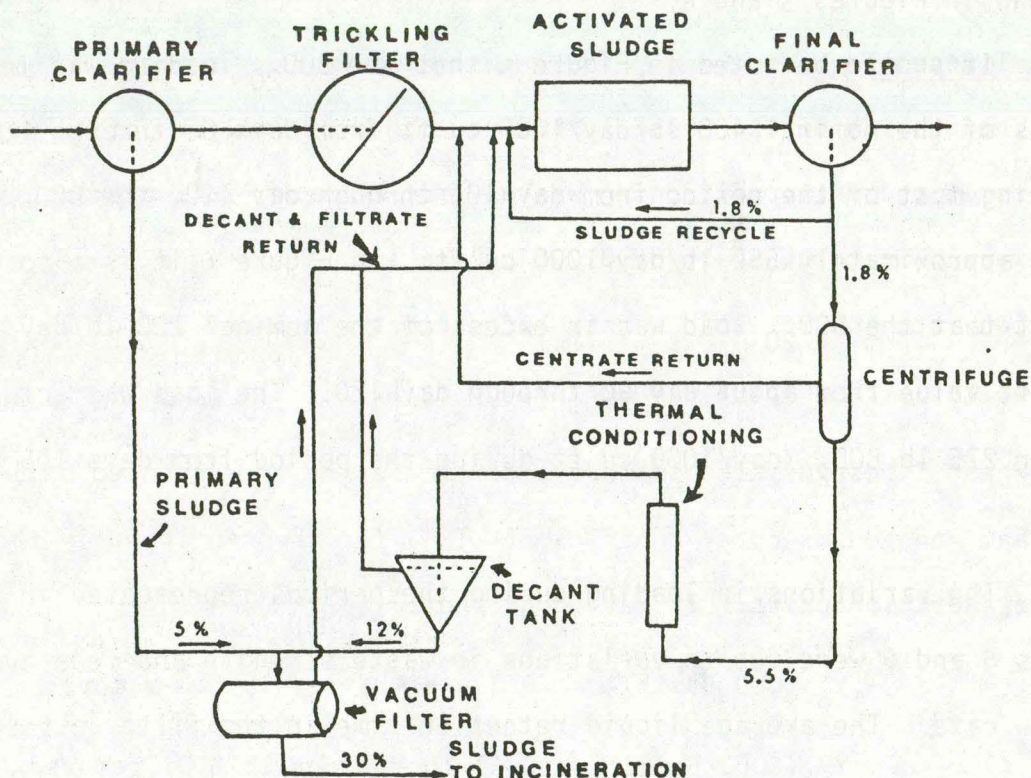 PRIMARY
CLARIFIER
TRICKLING
FILTER
ACTIVATED
SLUDGE
FINAL
CLARIFIER
DECANT & FILTRATE
RETURN
1.8%
SLUDGE RECYCLE
1.8%
CENTRATE RETURN
CENTRIFUGE
THERMAL
CONDITIONING
PRIMARY
SLUDGE
DECANT
TANK
5%
12%
5.5%
VACUUM
FILTER
SLUDGE
TO INCINERATION
30%